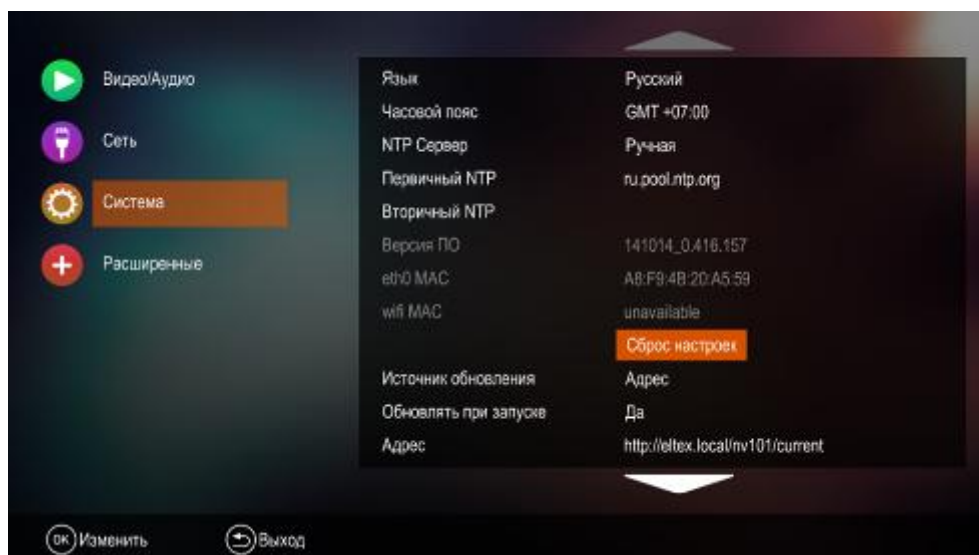 Видео/Аудио
Сеть
Система
Расширенные
Язык Русский
Часовой пояс GMT +07:00
NTP Сервер Ручная
Первичный NTP ru.pool.ntp.org
Вторичный NTP
Версия ПО 141014_0.416.157
eth0 MAC A8:F9:4B:20:A5:59
wifi MAC unavailable
Сброс настроек
Источник обновления Адрес
Обновлять при запуске Да
Адрес http://eltex.local/nv101/current
OK Изменить Выход